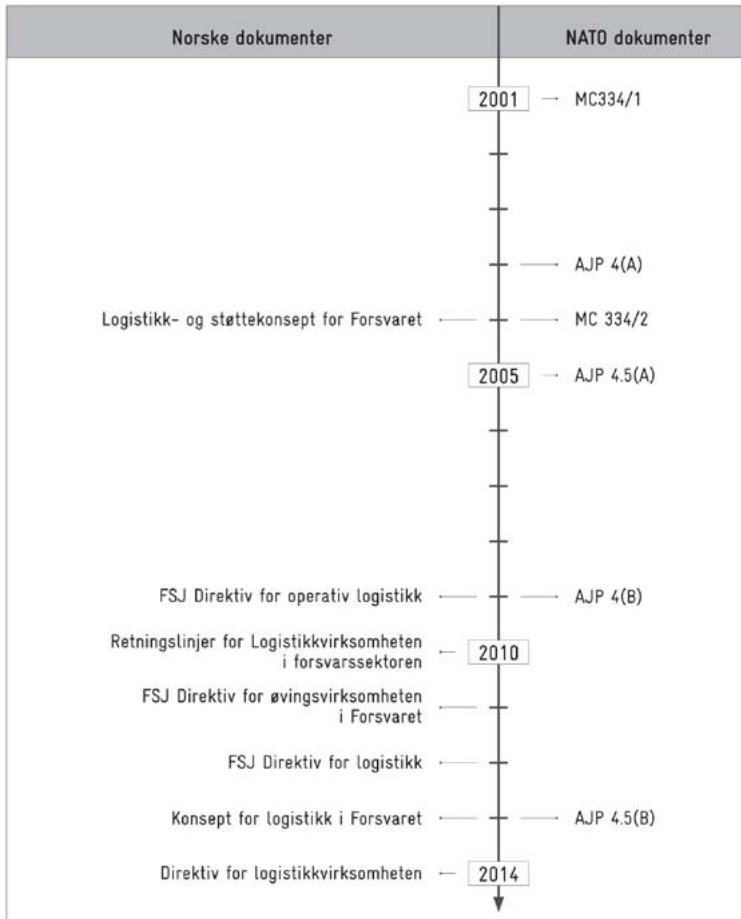 Norske dokumenter
NATO dokumenter
2001
MC334/1
AJP 4(A)
Logistikk- og støttekonsept for Forsvaret
MC 334/2
2005
AJP 4.5(A)
FSJ Direktiv for operativ logistikk
AJP 4(B)
Retningslinjer for Logistikkvirksomheten
i forsvarssektoren
2010
FSJ Direktiv for øvingsvirksomheten
i Forsvaret
FSJ Direktiv for logistikk
Konsept for logistikk i Forsvaret
AJP 4.5(B)
Direktiv for logistikkvirksomheten
2014